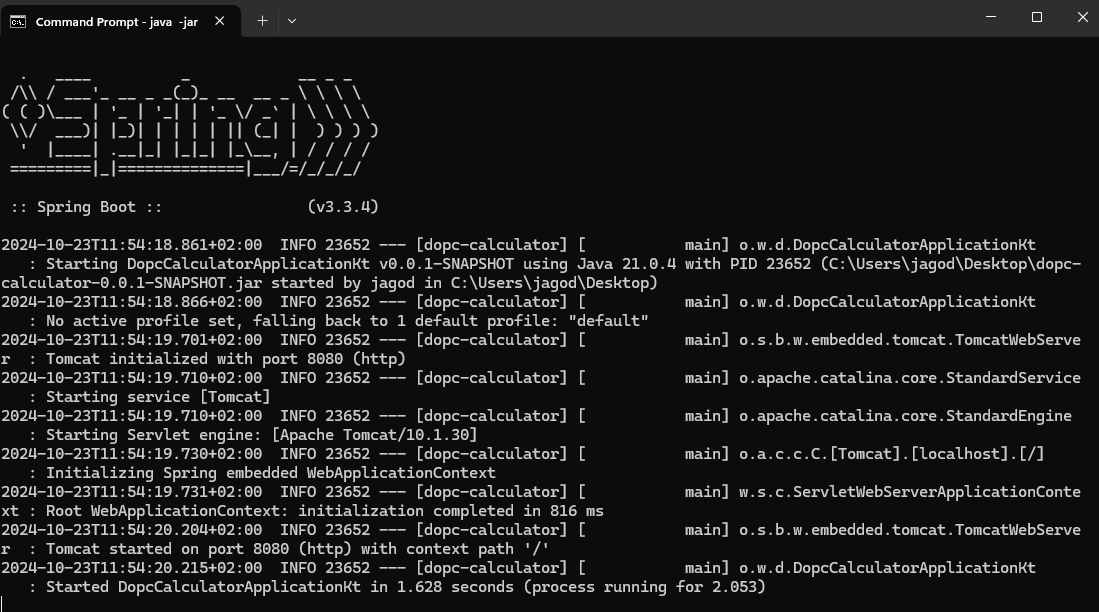 Command Prompt - java -jar
  .   ____          _            __ _ _
 /\\ / ___'_ __ _ _(_)_ __  __ _ \ \ \ \
( ( )\___ | '_ | '_| | '_ \/ _` | \ \ \ \
 \\/  ___)| |_)| | | | | || (_| |  ) ) ) )
  '  |____| .__|_| |_|_| |_\__, | / / / /
 =========|_|==============|___/=/_/_/_/
 :: Spring Boot ::                (v3.3.4)
2024-10-23T11:54:18.861+02:00  INFO 23652 --- [dopc-calculator] [           main] o.w.d.DopcCalculatorApplicationKt
   : Starting DopcCalculatorApplicationKt v0.0.1-SNAPSHOT using Java 21.0.4 with PID 23652 (C:\Users\jagod\Desktop\dopc-
calculator-0.0.1-SNAPSHOT.jar started by jagod in C:\Users\jagod\Desktop)
2024-10-23T11:54:18.866+02:00  INFO 23652 --- [dopc-calculator] [           main] o.w.d.DopcCalculatorApplicationKt
   : No active profile set, falling back to 1 default profile: "default"
2024-10-23T11:54:19.701+02:00  INFO 23652 --- [dopc-calculator] [           main] o.s.b.w.embedded.tomcat.TomcatWebServe
r  : Tomcat initialized with port 8080 (http)
2024-10-23T11:54:19.710+02:00  INFO 23652 --- [dopc-calculator] [           main] o.apache.catalina.core.StandardService
   : Starting service [Tomcat]
2024-10-23T11:54:19.710+02:00  INFO 23652 --- [dopc-calculator] [           main] o.apache.catalina.core.StandardEngine
   : Starting Servlet engine: [Apache Tomcat/10.1.30]
2024-10-23T11:54:19.730+02:00  INFO 23652 --- [dopc-calculator] [           main] o.a.c.c.C.[Tomcat].[localhost].[/]
   : Initializing Spring embedded WebApplicationContext
2024-10-23T11:54:19.731+02:00  INFO 23652 --- [dopc-calculator] [           main] w.s.c.ServletWebServerApplicationConte
xt : Root WebApplicationContext: initialization completed in 816 ms
2024-10-23T11:54:20.204+02:00  INFO 23652 --- [dopc-calculator] [           main] o.s.b.w.embedded.tomcat.TomcatWebServe
r  : Tomcat started on port 8080 (http) with context path '/'
2024-10-23T11:54:20.215+02:00  INFO 23652 --- [dopc-calculator] [           main] o.w.d.DopcCalculatorApplicationKt
   : Started DopcCalculatorApplicationKt in 1.628 seconds (process running for 2.053)